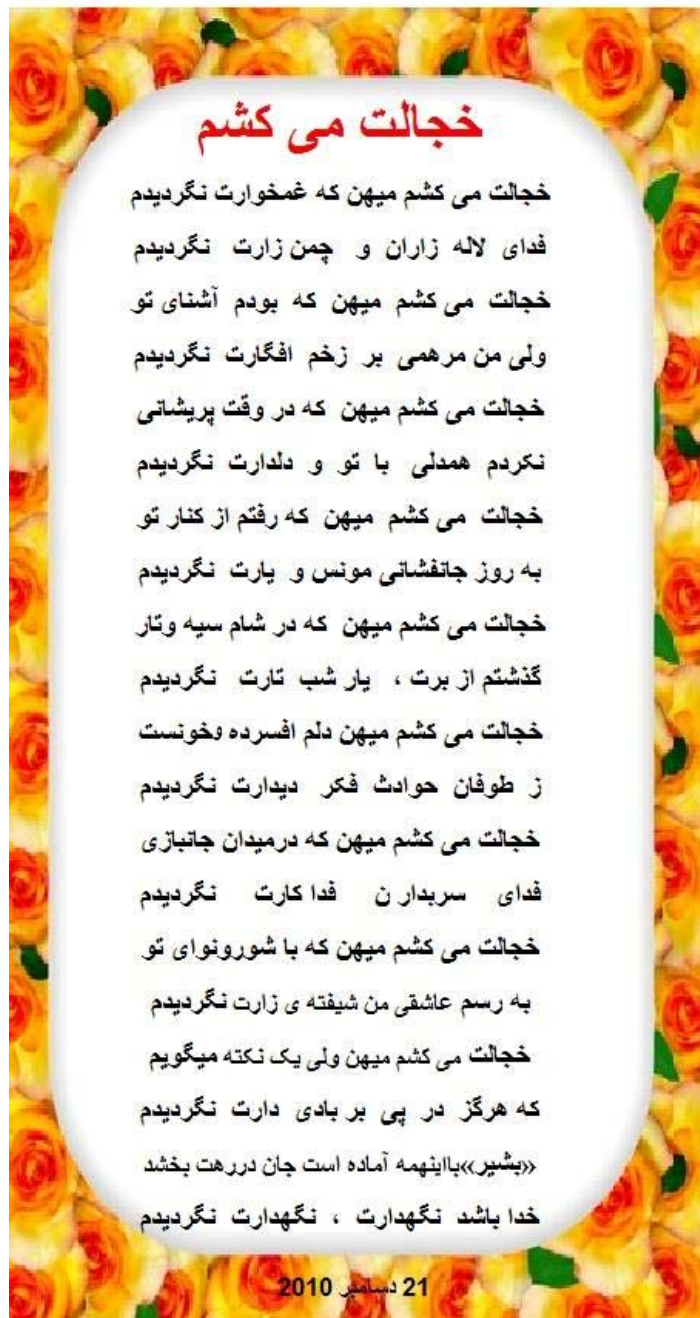 خجالت می کشم
خجالت می کشم میهن که غمخوارت نگردیدم
فدای لاله زاران و چمن زارت نگردیدم
خجالت می کشم میهن که بودم آشنای تو
ولی من مرهمی بر زخم افگارت نگردیدم
خجالت می کشم میهن که در وقت پریشانی
نکردم همدلی با تو و دلدارت نگردیدم
خجالت می کشم میهن که رفتم از کنار تو
به روز جانفشانی مونس و یارت نگردیدم
خجالت می کشم میهن که در شام سیه وتار
گذشتم از برت ، یار شب تارت نگردیدم
خجالت می کشم میهن دلم افسرده وخونست
ز طوفان حوادث فکر دیدارت نگردیدم
خجالت می کشم میهن که درمیدان جانبازی
فدای سربدار ن فدا کارت نگردیدم
خجالت می کشم میهن که با شورونوای تو
به رسم عاشقی من شیفته ی زارت نگردیدم
خجالت می کشم میهن ولی یک نکته میگویم
که هرگز در پی بر بادی دارت نگردیدم
«بشیر»بااینهمه آماده است جان دررهت بخشد
خدا باشد نگهدارت ، نگهدارت نگردیدم
21 دسامبر 2010